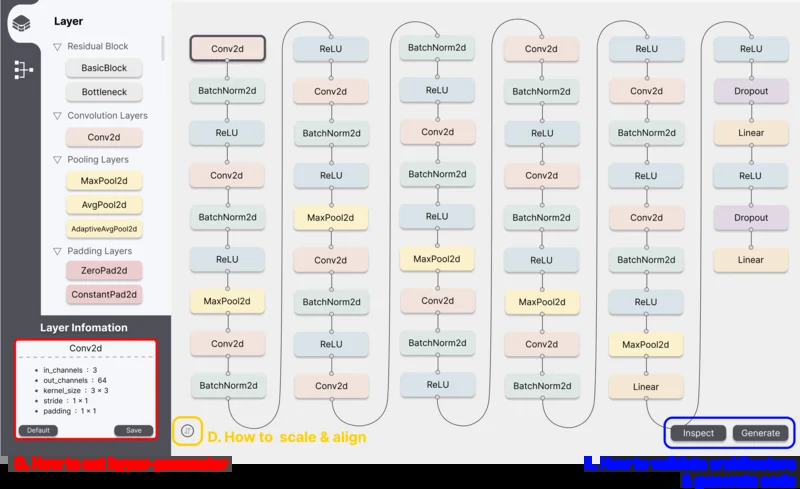 Layer
Residual Block
BasicBlock
Bottleneck
Convolution Layers
Conv2d
Pooling Layers
MaxPool2d
AvgPool2d
AdaptiveAvgPool2d
Padding Layers
ZeroPad2d
ConstantPad2d
Layer Infomation
Conv2d
• in_channels : 3
• out_channels : 64
• kernel_size : 3 × 3
• stride : 1 × 1
• padding : 1 × 1
Default
Save
Conv2d
BatchNorm2d
ReLU
Conv2d
BatchNorm2d
ReLU
MaxPool2d
Conv2d
BatchNorm2d
ReLU
Conv2d
BatchNorm2d
ReLU
MaxPool2d
Conv2d
BatchNorm2d
ReLU
Conv2d
BatchNorm2d
ReLU
Conv2d
BatchNorm2d
ReLU
MaxPool2d
Conv2d
BatchNorm2d
ReLU
Conv2d
BatchNorm2d
ReLU
Conv2d
BatchNorm2d
ReLU
MaxPool2d
Conv2d
BatchNorm2d
ReLU
Conv2d
BatchNorm2d
ReLU
Conv2d
BatchNorm2d
ReLU
MaxPool2d
Linear
ReLU
Dropout
Linear
ReLU
Dropout
Linear
D. How to scale & align
Inspect
Generate